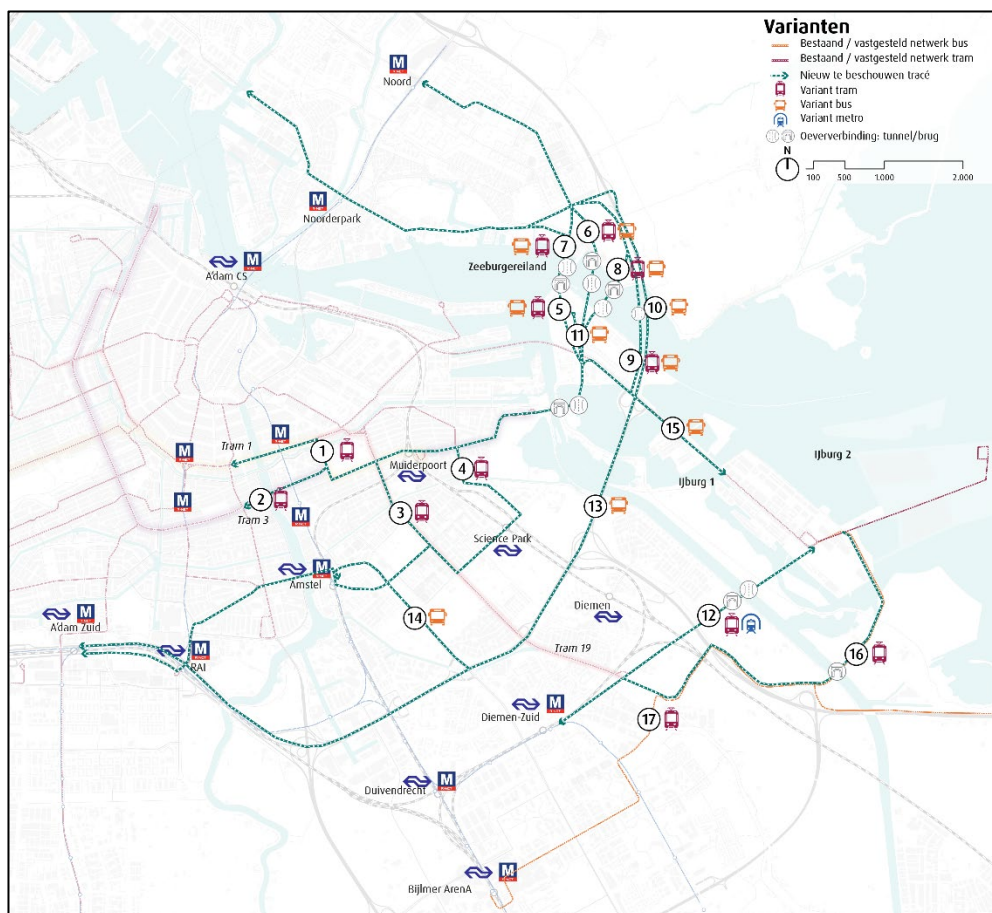 Varianten
Bestaand / vastgesteld netwerk bus
Bestaand / vastgesteld netwerk tram
Nieuw te beschouwen tracé
Variant tram
Variant bus
Variant metro
Oeververbinding: tunnel/brug
N
100 500 1.000 2.000
M
Noord
M
Noorderpark
M
A'dam CS
6
7
Zeeburgereiland
8
5
10
11
9
15
IJburg 2
IJburg 1
M
Tram 1
1
M
Muiderpoort
4
M
2
Tram 3
M
3
13
Science Park
M
Amstel
Diemen
14
12
M
A'dam Zuid
M
RAI
Tram 19
16
M
Diemen-Zuid
17
M
Duivendrecht
M
Bijlmer ArenA